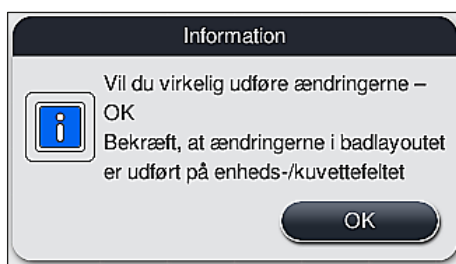 Information
Vil du virkelig udføre ændringerne –
OK
Bekræft, at ændringerne i badlayoutet
er udført på enheds-/kuvettefeltet
OK